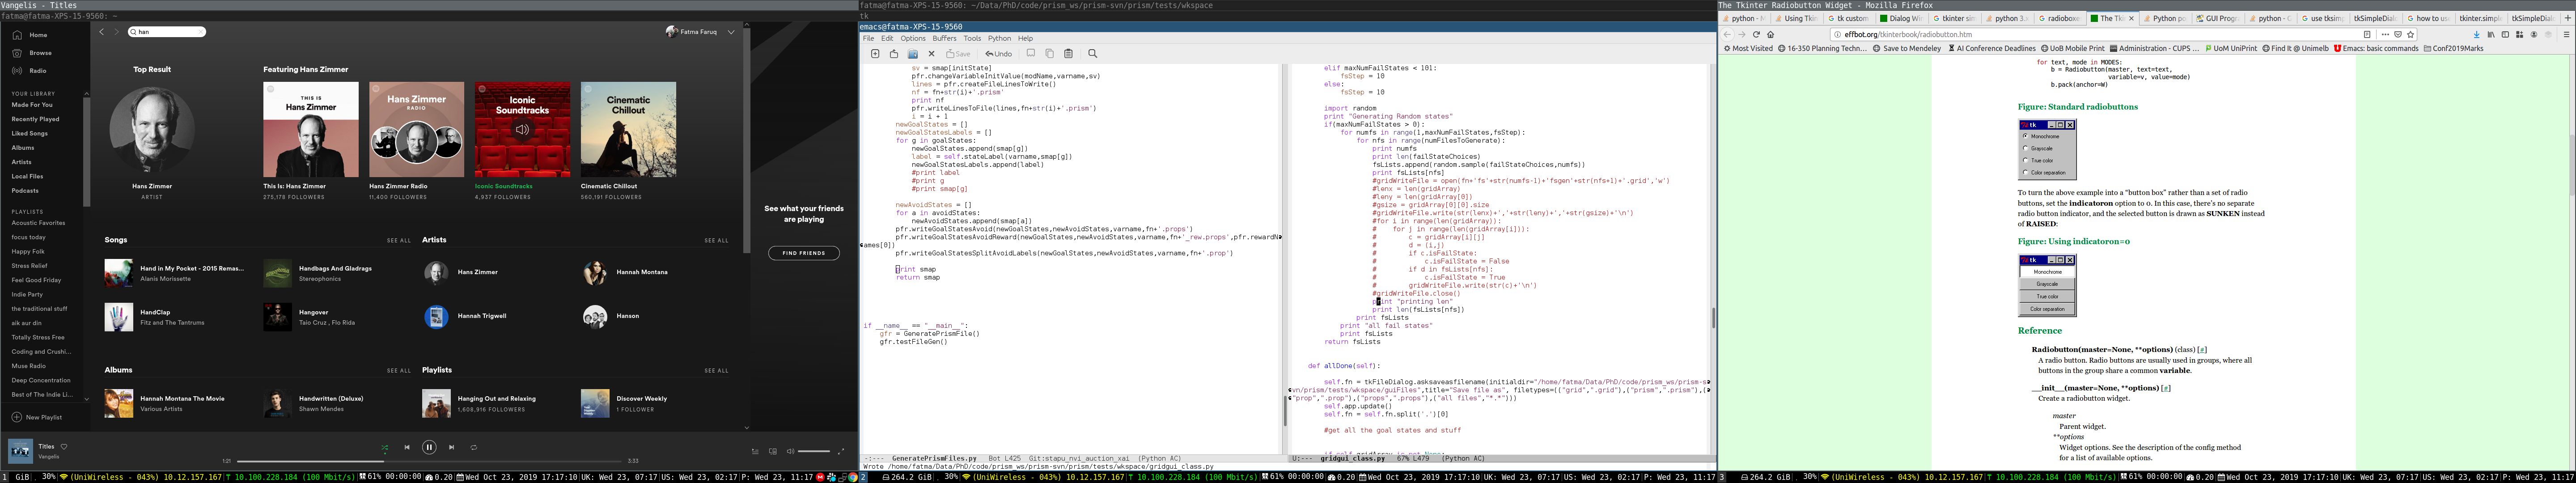 Vangelis - Titles
fatma@fatma-XPS-15-9560: ~
Home
Browse
Radio
YOUR LIBRARY
Made For You
Recently Played
Liked Songs
Albums
Artists
Local Files
Podcasts
PLAYLISTS
Acoustic Favorites
focus today
Happy Folk
Stress Relief
Feel Good Friday
Indie Party
the traditional stuff
aik aur din
Totally Stress Free
Coding and Crushi...
Muse Radio
Deep Concentration
Best of The Indie Li...
New Playlist
han
Fatma Faruq
Top Result
Hans Zimmer
ARTIST
Featuring Hans Zimmer
THIS IS
Hans Zimmer
Hans Zimmer
RADIO
Iconic
Soundtracks
Cinematic
Chillout
This Is: Hans Zimmer
275,175 FOLLOWERS
Hans Zimmer Radio
11,400 FOLLOWERS
Iconic Soundtracks
4,937 FOLLOWERS
Cinematic Chillout
560,191 FOLLOWERS
Songs
SEE ALL
Hand in My Pocket - 2015 Remas...
Alanis Morissette
Handbags And Gladrags
Stereophonics
HandClap
Fitz and The Tantrums
Hangover
Taio Cruz, Flo Rida
Artists
SEE ALL
Hans Zimmer
Hannah Montana
Hannah Trigwell
Hanson
Albums
SEE ALL
Hannah Montana The Movie
Various Artists
Handwritten (Deluxe)
Shawn Mendes
Playlists
SEE ALL
Hanging Out and Relaxing
1,608,916 FOLLOWERS
Discover Weekly
1 FOLLOWER
See what your friends
are playing
FIND FRIENDS
Titles
Vangelis
1:21
3:33
1 GiB . 30% (UniWireless - 043%) 10.12.157.167 10.100.228.184 (100 Mbit/s) 61% 00:00:00 0.20 Wed Oct 23, 2019 17:17:10 UK: Wed 23, 07:17 US: Wed 23, 02:17 P: Wed 23, 11:17
fatma@fatma-XPS-15-9560: ~/Data/PhD/code/prism_ws/prism-svn/prism/tests/wkspace
tk
emacs@fatma-XPS-15-9560
File Edit Options Buffers Tools Python Help
Save Undo
sv = smap[initState]
pfr.changeVariableInitValue(modName,varname,sv)
lines = pfr.createFileLinesToWrite()
nf = fn+str(i)+'.prism'
print nf
pfr.writeLinesToFile(lines,fn+str(i)+'.prism')
i = i + 1
newGoalStates = []
newGoalStatesLabels = []
for g in goalStates:
newGoalStates.append(smap[g])
label = self.stateLabel(varname,smap[g])
newGoalStatesLabels.append(label)
#print label
#print g
#print smap[g]
newAvoidStates = []
for a in avoidStates:
newAvoidStates.append(smap[a])
pfr.writeGoalStatesAvoid(newGoalStates,newAvoidStates,varname,fn+'.props')
pfr.writeGoalStatesAvoidReward(newGoalStates,newAvoidStates,varname,fn+'_rew.props',pfr.rewardN
ames[0])
pfr.writeGoalStatesSplitAvoidLabels(newGoalStates,newAvoidStates,varname,fn+'.prop')
print smap
return smap
if __name__ == "__main__":
gfr = GeneratePrismFile()
gfr.testFileGen()
-:--- GeneratePrismFiles.py Bot L425 Git:stapu_nvi_auction_xai (Python AC)
Wrote /home/fatma/Data/PhD/code/prism_ws/prism-svn/prism/tests/wkspace/gridgui_class.py
elif maxNumFailStates < 101:
fsStep = 10
else:
fsStep = 10
import random
print "Generating Random states"
if(maxNumFailStates > 0):
for numfs in range(1,maxNumFailStates,fsStep):
for nfs in range(numFilesToGenerate):
print numfs
print len(failStateChoices)
fsLists.append(random.sample(failStateChoices,numfs))
print fsLists[nfs]
#gridWriteFile = open(fn+'fs'+str(numfs-1)+'fsgen'+str(nfs+1)+'.grid','w')
#lenx = len(gridArray)
#leny = len(gridArray[0])
#gsize = gridArray[0][0].size
#gridWriteFile.write(str(lenx)+','+str(leny)+','+str(gsize)+'\n')
#for i in range(len(gridArray)):
# for j in range(len(gridArray[i])):
# c = gridArray[i][j]
# d = (i,j)
# if c.isFailState:
# c.isFailState = False
# if d in fsLists[nfs]:
# c.isFailState = True
# gridWriteFile.write(str(c)+'\n')
#gridWriteFile.close()
print "printing len"
print len(fsLists[nfs])
print fsLists
print "all fail states"
print fsLists
return fsLists
def allDone(self):
self.fn = tkFileDialog.asksaveasfilename(initialdir="/home/fatma/Data/PhD/code/prism_ws/prism-s
vn/prism/tests/wkspace/guiFiles",title="Save file as", filetypes=(("grid",".grid"),("prism",".prism"),(
"prop",".prop"),("props",".props"),("all files","*.*")))
self.app.update()
self.fn = self.fn.split('.')[0]
#get all the goal states and stuff
U:--- gridgui_class.py 67% L479 (Python AC)
2 264.2 GiB . 30% (UniWireless - 043%) 10.12.157.167 10.100.228.184 (100 Mbit/s) 61% 00:00:00 0.20 Wed Oct 23, 2019 17:17:10 UK: Wed 23, 07:17 US: Wed 23, 02:17 P: Wed 23, 11:17
The Tkinter Radiobutton Widget - Mozilla Firefox
effbot.org/tkinterbook/radiobutton.htm
Most Visited 16-350 Planning Techn... Save to Mendeley AI Conference Deadlines UoB Mobile Print Administration - CUPS ... UoM UniPrint Find It @ Unimelb Emacs: basic commands Conf2019Marks
for text, mode in MODES:
b = Radiobutton(master, text=text,
variable=v, value=mode)
b.pack(anchor=W)
Figure: Standard radiobuttons
tk
Monochrome
Grayscale
True color
Color separation
To turn the above example into a “button box” rather than a set of radio
buttons, set the indicatoron option to 0. In this case, there’s no separate
radio button indicator, and the selected button is drawn as SUNKEN instead
of RAISED:
Figure: Using indicatoron=0
tk
Monochrome
Grayscale
True color
Color separation
Reference
Radiobutton(master=None, **options) (class) [#]
A radio button. Radio buttons are usually used in groups, where all
buttons in the group share a common variable.
__init__(master=None, **options) [#]
Create a radiobutton widget.
master
Parent widget.
**options
Widget options. See the description of the config method
for a list of available options.
3 264.2 GiB . 30% (UniWireless - 043%) 10.12.157.167 10.100.228.184 (100 Mbit/s) 61% 00:00:00 0.20 Wed Oct 23, 2019 17:17:10 UK: Wed 23, 07:17 US: Wed 23, 02:17 P: Wed 23, 11:17